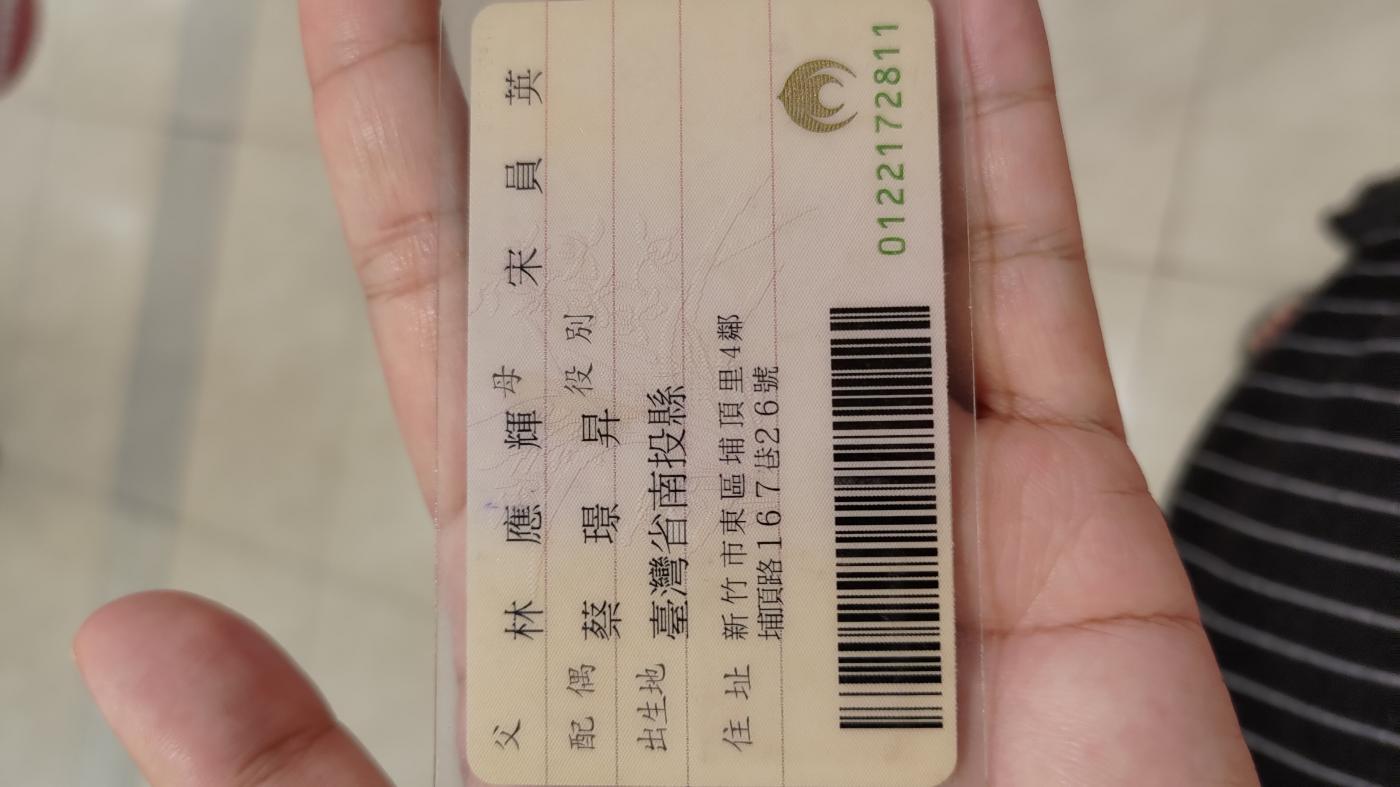 父 林應輝 母 宋員英
配偶 蔡璟昇 役別
出生地 臺灣省南投縣
住址 新竹市東區埔頂里4鄰
埔頂路167巷26號
0122172811